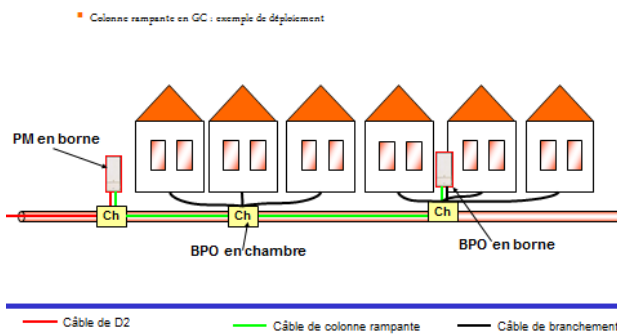 Colonne rampante en GC : exemple de déploiement
PM en borne
Ch
Ch
Ch
BPO en chambre
BPO en borne
Câble de D2
Câble de colonne rampante
Câble de branchement